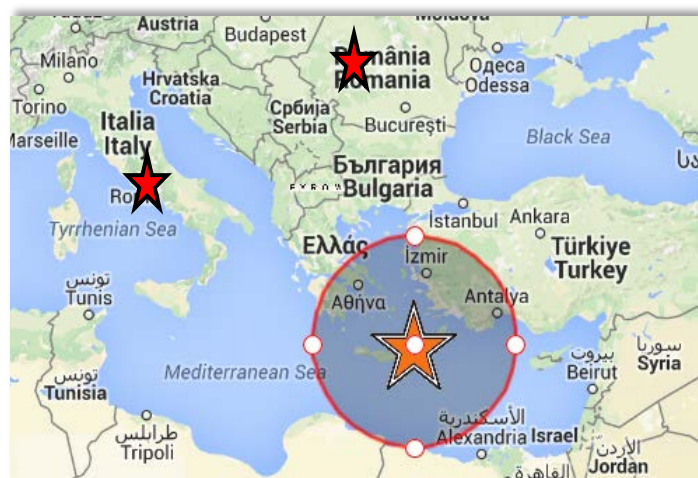 Austria
Budapest
Moldova
Milano
România
Romania
Одеса
Odessa
Hrvatska
Croatia
Torino
Србија
Serbia
București
Marseille
Italia
Italy
Black Sea
България
Bulgaria
İstanbul
Ankara
Tyrrhenian Sea
Ελλάς
İzmir
Türkiye
Turkey
تونس
Tunis
Αθήνα
Antalya
Mediterranean Sea
بيروت
Beirut
سوريا
Syria
تونس
Tunisia
طرابلس
Tripoli
الأسكندرية
Alexandria
Israel
القاهرة
الأردن
Jordan